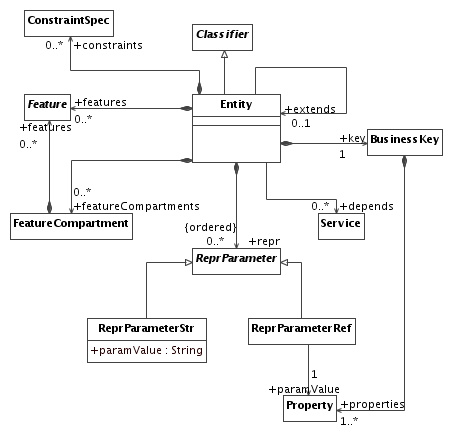 ConstraintSpec
Classifier
0..* +constraints
Feature
+features
0..*
Entity
+extends
0..1
+features
0..*
+key
1
BusinessKey
0..*
+featureCompartments
FeatureCompartment
{ordered}
0..* +repr
0..* +depends
Service
ReprParameter
ReprParameterStr
+paramValue : String
ReprParameterRef
1
+paramValue
Property
+properties
1..*